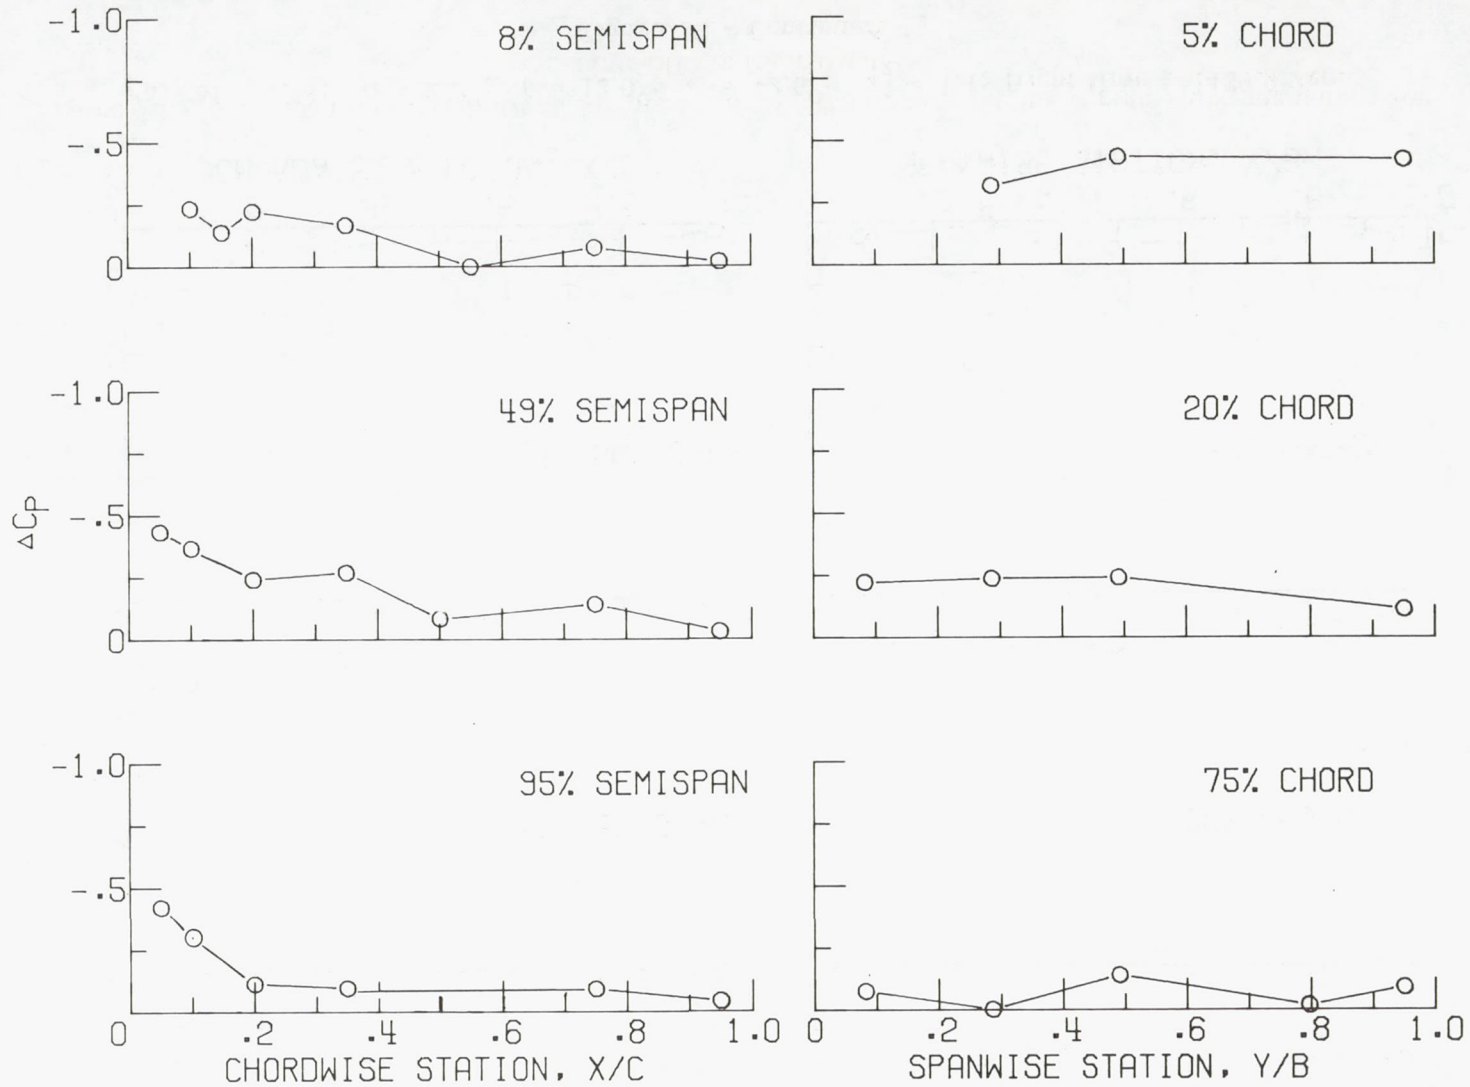 -1.0
8% SEMISPAN
-.5
0
5% CHORD
-1.0
49% SEMISPAN
-.5
0
20% CHORD
ΔCp
-1.0
95% SEMISPAN
-.5
0 .2 .4 .6 .8 1.0
CHORDWISE STATION, X/C
75% CHORD
0 .2 .4 .6 .8 1.0
SPANWISE STATION, Y/B